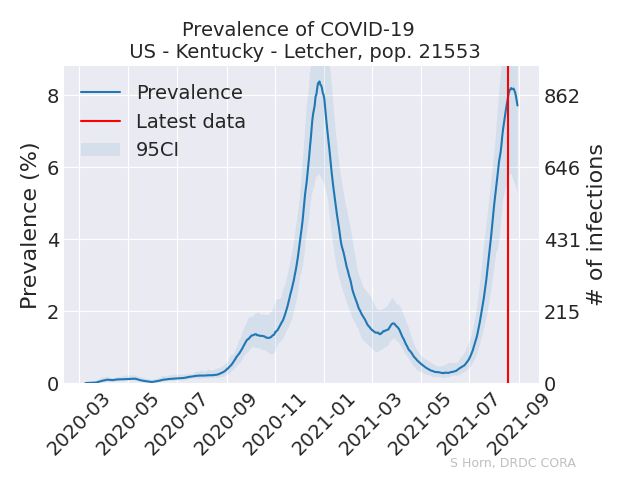 Prevalence of COVID-19
US - Kentucky - Letcher, pop. 21553
Prevalence
Latest data
95CI
Prevalence (%)
8
6
4
2
0
862
646
431
215
0
# of infections
2020-03
2020-05
2020-07
2020-09
2020-11
2021-01
2021-03
2021-05
2021-07
2021-09
S Horn, DRDC CORA